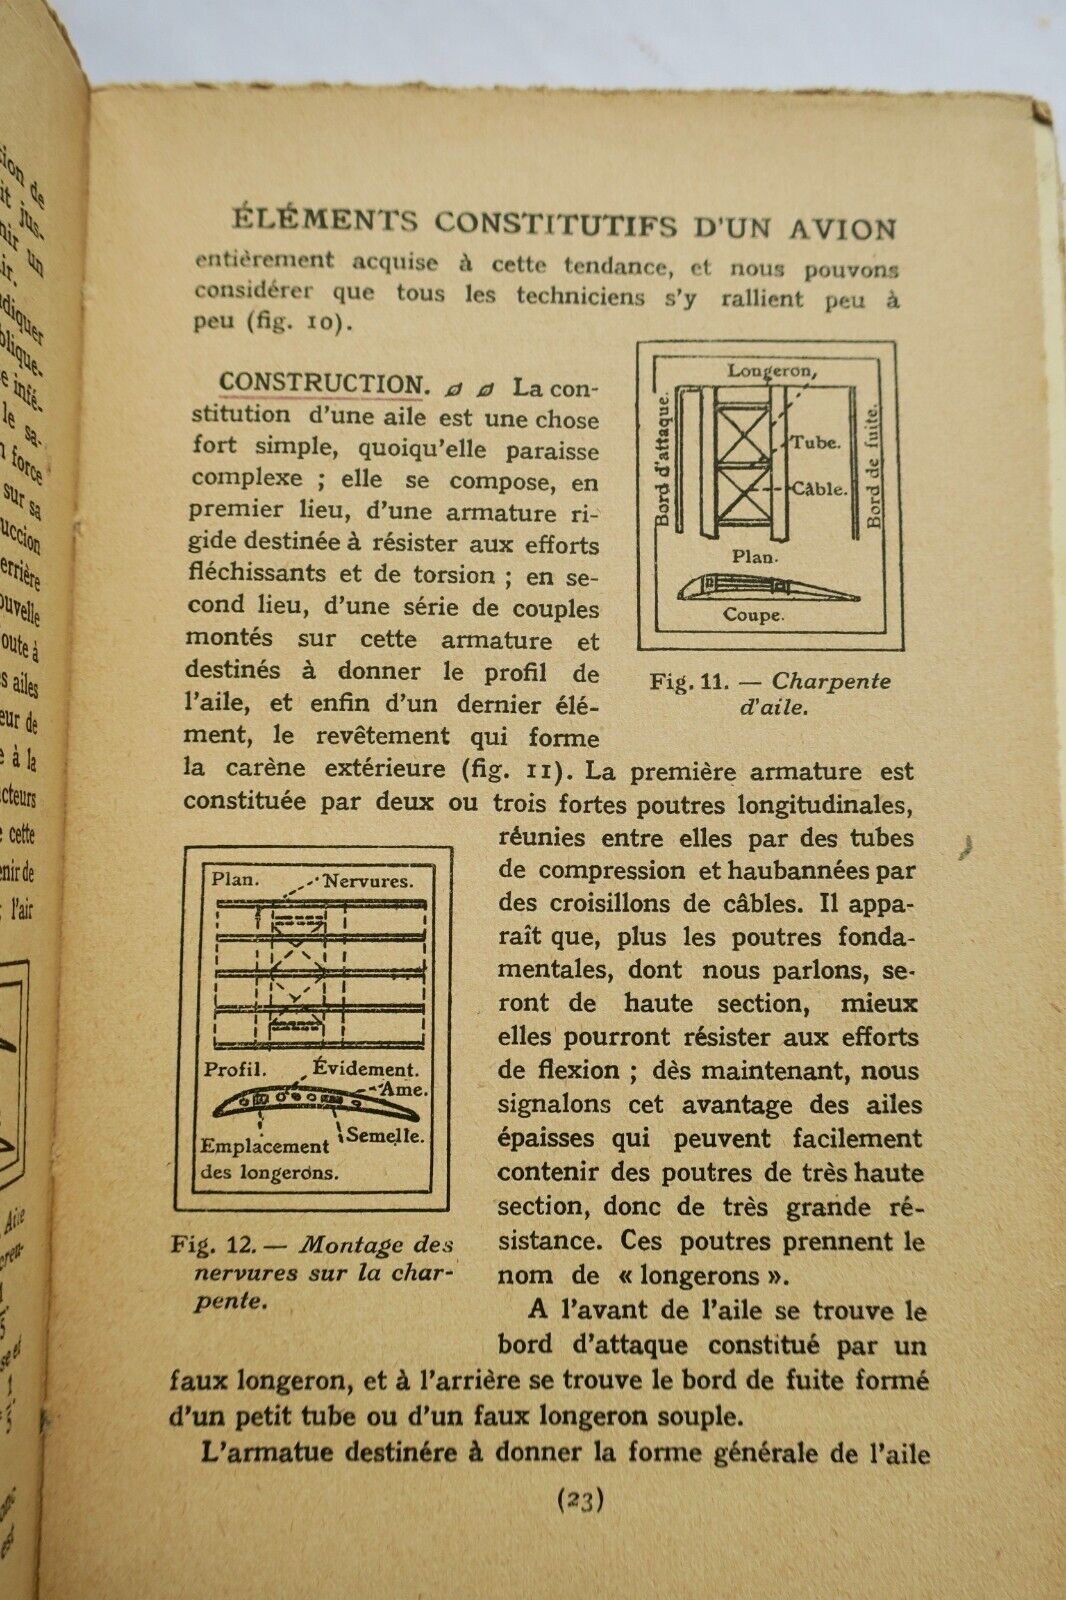 ÉLÉMENTS CONSTITUTIFS D'UN AVION
entièrement acquise à cette tendance, et nous pouvons
considérer que tous les techniciens s'y rallient peu à
peu (fig. 10).
CONSTRUCTION. La con-
stitution d'une aile est une chose
fort simple, quoiqu'elle paraisse
complexe ; elle se compose, en
premier lieu, d'une armature ri-
gide destinée à résister aux efforts
fléchissants et de torsion ; en se-
cond lieu, d'une série de couples
montés sur cette armature et
destinés à donner le profil de
l'aile, et enfin d'un dernier élé-
ment, le revêtement qui forme
Longeron,
Bord d'attaque.
Tube.
Câble.
Bord de fuite.
Plan.
Coupe.
Fig. 11. — Charpente
d'aile.
la carène extérieure (fig. 11). La première armature est
constituée par deux ou trois fortes poutres longitudinales,
réunies entre elles par des tubes
de compression et haubannées par
des croisillons de câbles. Il appa-
raît que, plus les poutres fonda-
mentales, dont nous parlons, se-
ront de haute section, mieux
elles pourront résister aux efforts
de flexion ; dès maintenant, nous
signalons cet avantage des ailes
épaisses qui peuvent facilement
contenir des poutres de très haute
section, donc de très grande ré-
sistance. Ces poutres prennent le
nom de « longerons ».
Plan. Nervures.
Profil. Évidement.
Ame.
Semelle.
Emplacement
des longerons.
Fig. 12. — Montage des
nervures sur la char-
pente.
A l'avant de l'aile se trouve le
bord d'attaque constitué par un
faux longeron, et à l'arrière se trouve le bord de fuite formé
d'un petit tube ou d'un faux longeron souple.
L'armatue destinére à donner la forme générale de l'aile
(23)